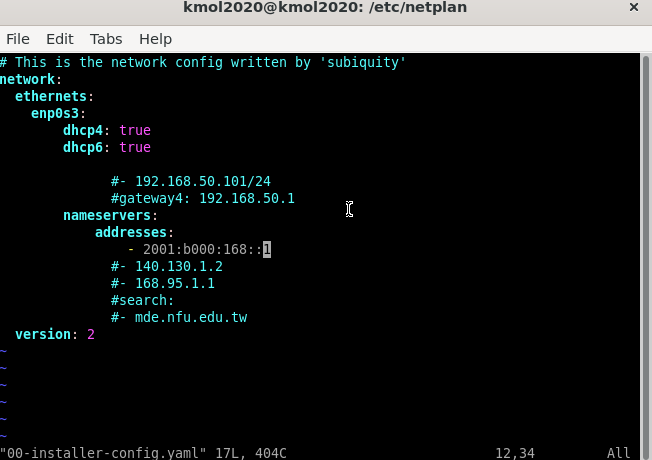 kmol2020@kmol2020: /etc/netplan ×
File Edit Tabs Help
# This is the network config written by 'subiquity'
network:
  ethernets:
    enp0s3:
        dhcp4: true
        dhcp6: true

              #- 192.168.50.101/24
              #gateway4: 192.168.50.1
        nameservers:
            addresses:
                - 2001:b000:168::1
              #- 140.130.1.2
              #- 168.95.1.1
              #search:
              #- mde.nfu.edu.tw
  version: 2
~
~
~
~
~
~
"00-installer-config.yaml" 17L, 404C 12,34 All